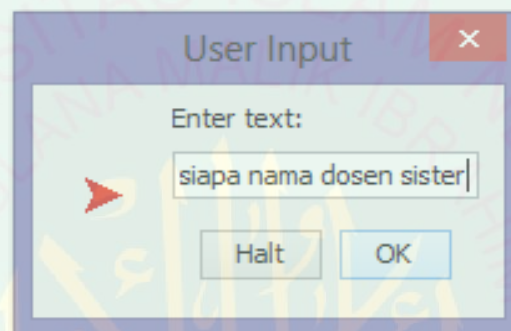 User Input
Enter text:
siapa nama dosen sister
Halt
OK